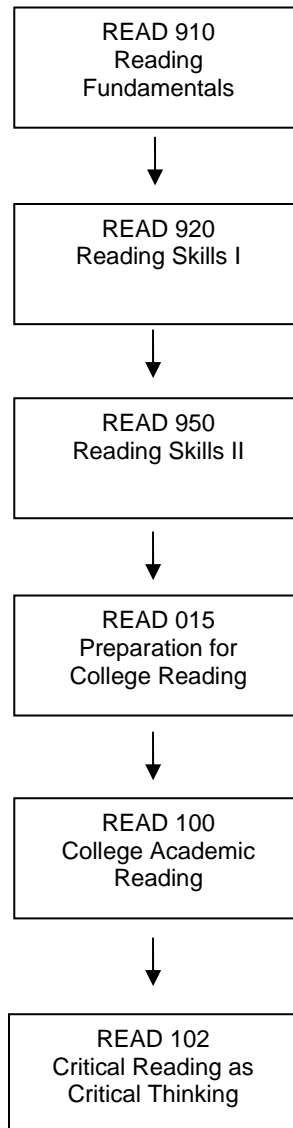 READ 910
Reading
Fundamentals
READ 920
Reading Skills I
READ 950
Reading Skills II
READ 015
Preparation for
College Reading
READ 100
College Academic
Reading
READ 102
Critical Reading as
Critical Thinking